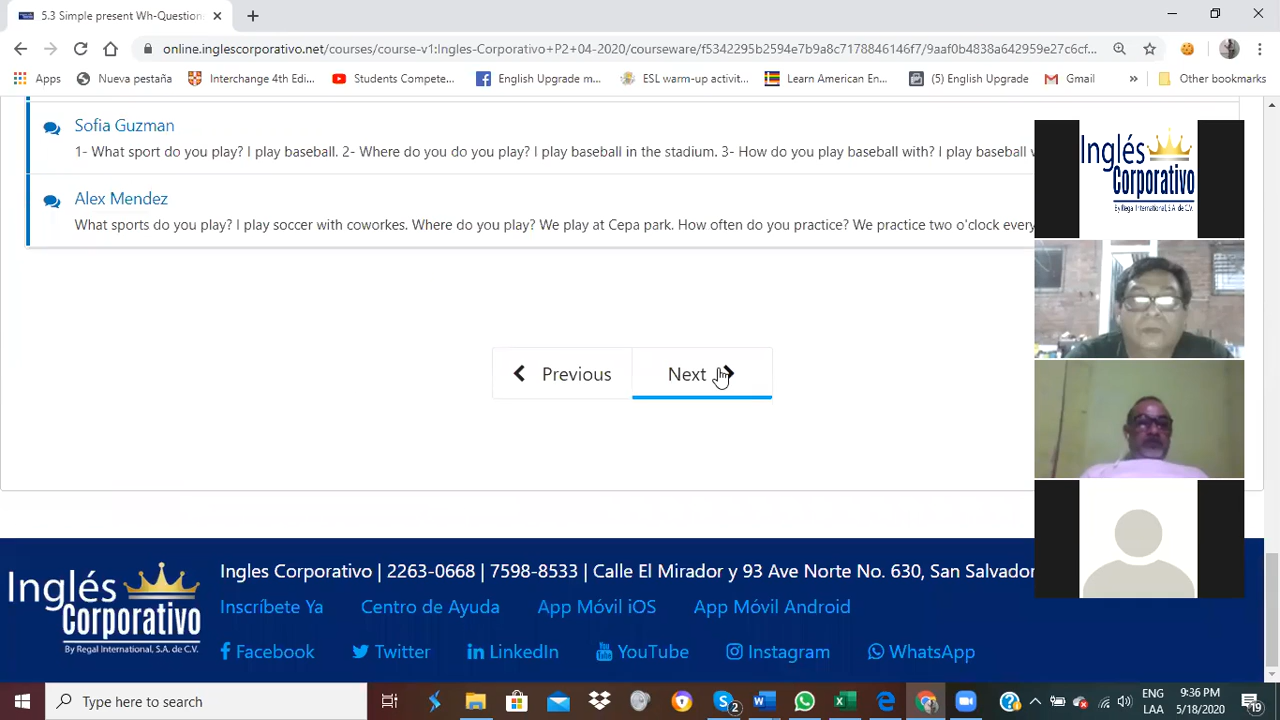 5.3 Simple present Wh-Question
online.inglescorporativo.net/courses/course-v1:Ingles-Corporativo+P2+04-2020/courseware/f5342295b2594e7b9a8c7178846146f7/9aaf0b4838a642959e27c6cf...
Apps Nueva pestaña Interchange 4th Edi... Students Compete... English Upgrade m... ESL warm-up activit... Learn American En... (5) English Upgrade Gmail » Other bookmarks
Sofia Guzman
1- What sport do you play? I play baseball. 2- Where do you do you play? I play baseball in the stadium. 3- How do you play baseball with? I play baseball
Alex Mendez
What sports do you play? I play soccer with coworkes. Where do you play? We play at Cepa park. How often do you practice? We practice two o'clock every
Inglés
Corporativo
By Regal International, S.A. de C.V.
Previous Next
Inglés
Corporativo
By Regal International, S.A. de C.V.
Ingles Corporativo | 2263-0668 | 7598-8533 | Calle El Mirador y 93 Ave Norte No. 630, San Salvador
Inscríbete Ya Centro de Ayuda App Móvil iOS App Móvil Android
Facebook Twitter LinkedIn YouTube Instagram WhatsApp
Type here to search
2
ENG
LAA
9:36 PM
5/18/2020
19